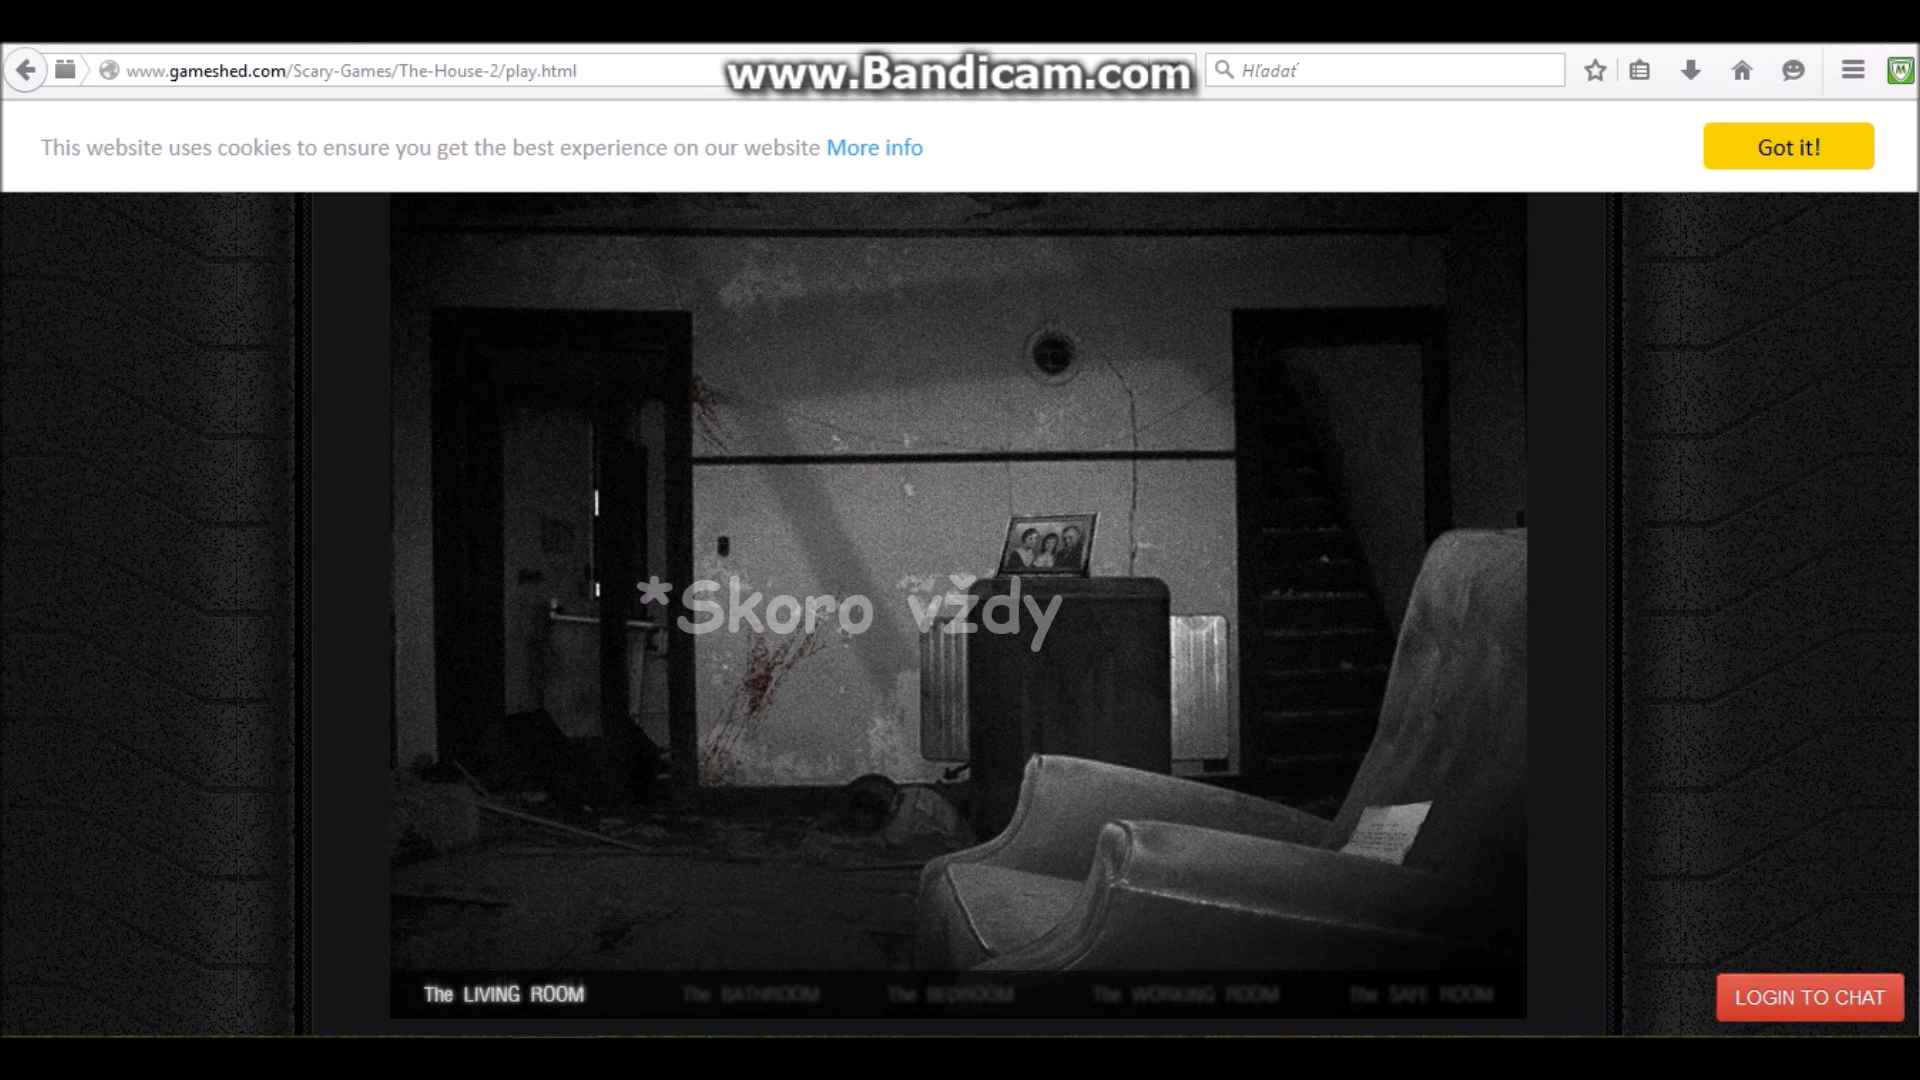 www.gameshed.com/Scary-Games/The-House-2/play.html
www.Bandicam.com
Hľadať
This website uses cookies to ensure you get the best experience on our website More info
Got it!
*Skoro vždy
The LIVING ROOM
The BATHROOM
The BEDROOM
The WORKING ROOM
The SAFE ROOM
LOGIN TO CHAT